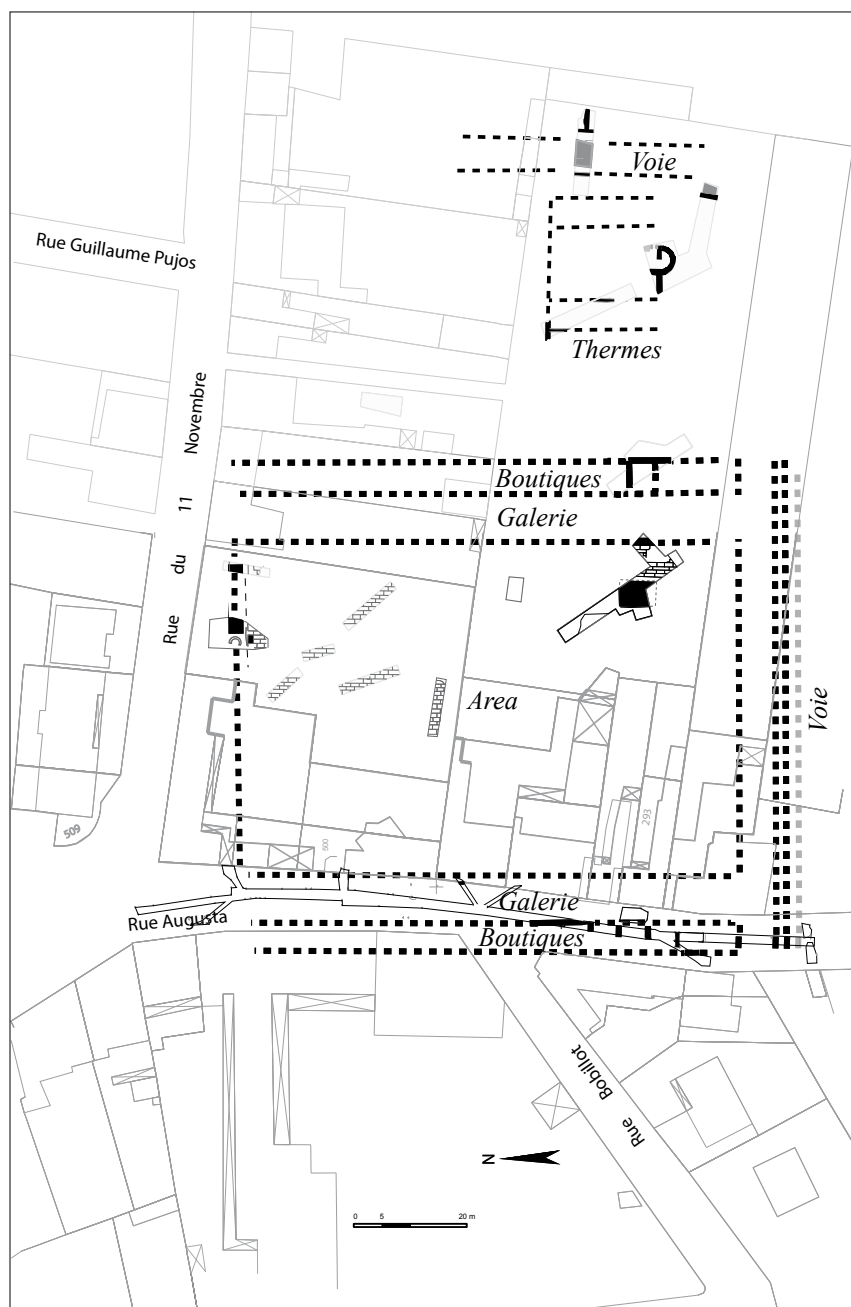 Voie
Rue Guillaume Pujos
Thermes
Rue du 11 Novembre
Boutiques
Galerie
Area
Voie
509
500
293
Galerie
Rue Augusta
Boutiques
Rue Bobillot
N
0 5 20 m